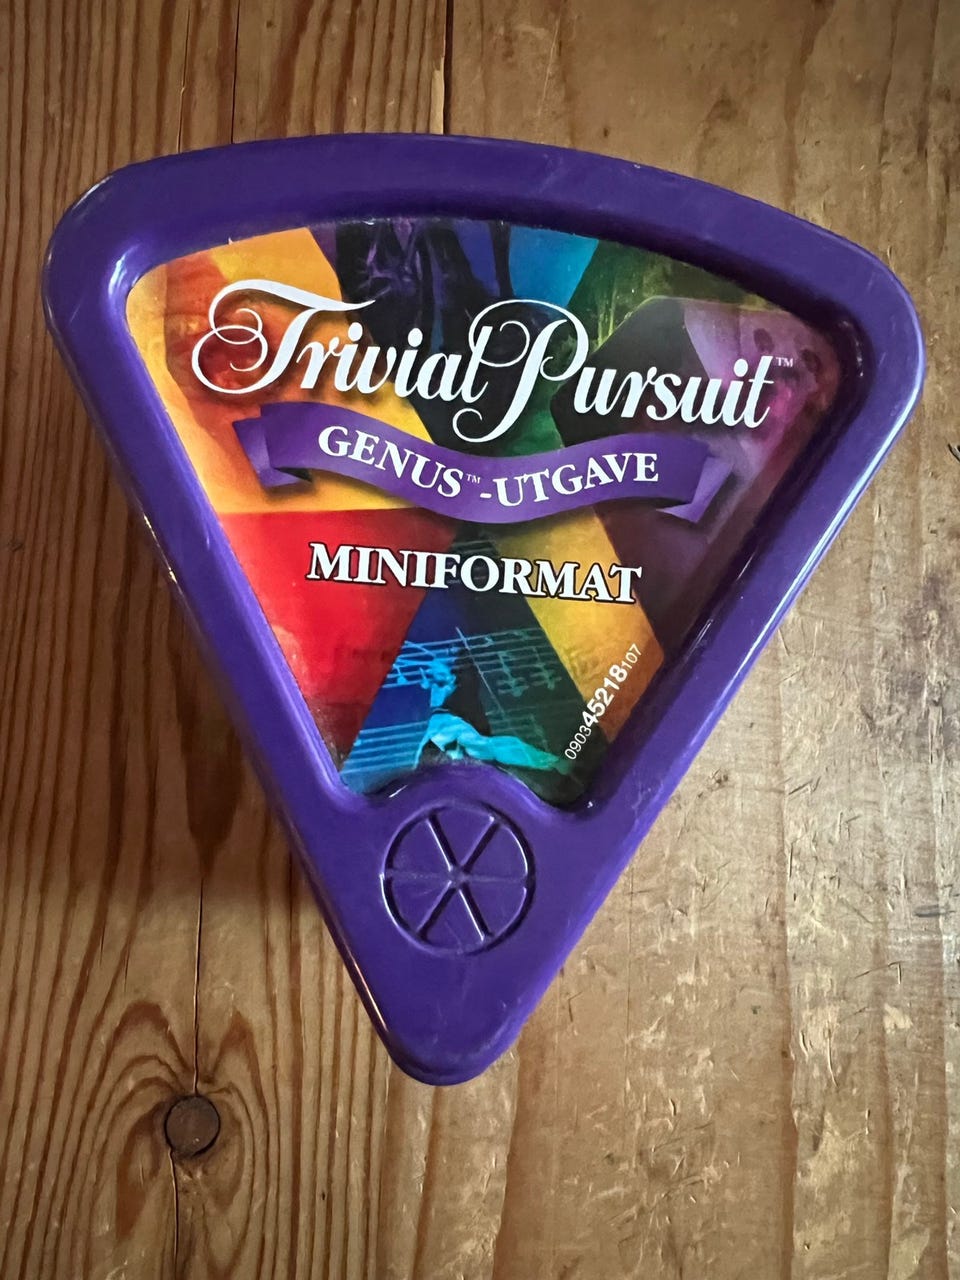 Trivial Pursuit™
GENUS™-UTGAVE
MINIFORMAT
090345218107